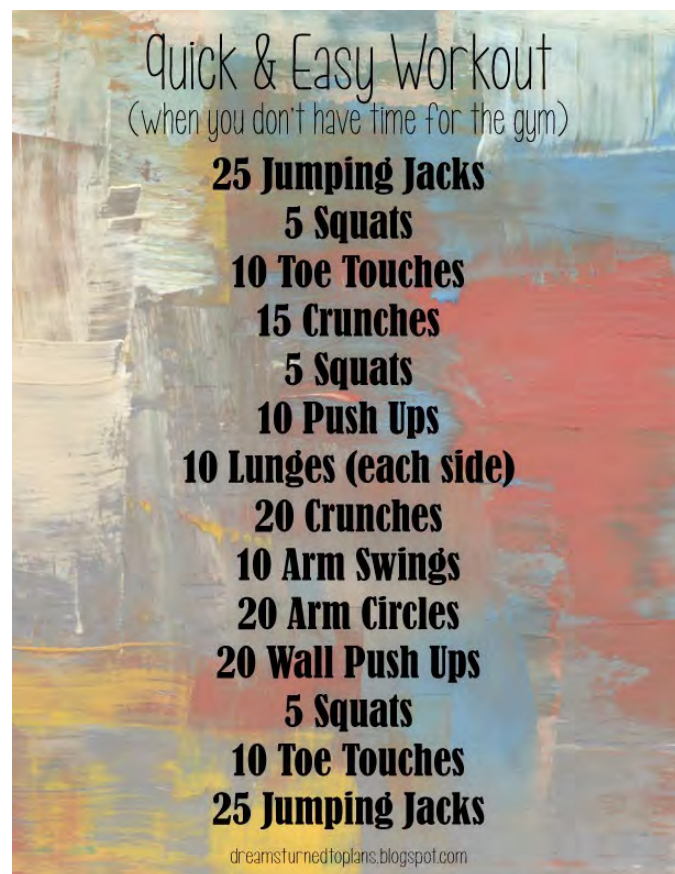 Quick & Easy Workout
(when you don't have time for the gym)
25 Jumping Jacks
5 Squats
10 Toe Touches
15 Crunches
5 Squats
10 Push Ups
10 Lunges (each side)
20 Crunches
10 Arm Swings
20 Arm Circles
20 Wall Push Ups
5 Squats
10 Toe Touches
25 Jumping Jacks
dreamsturnedtoplans.blogspot.com